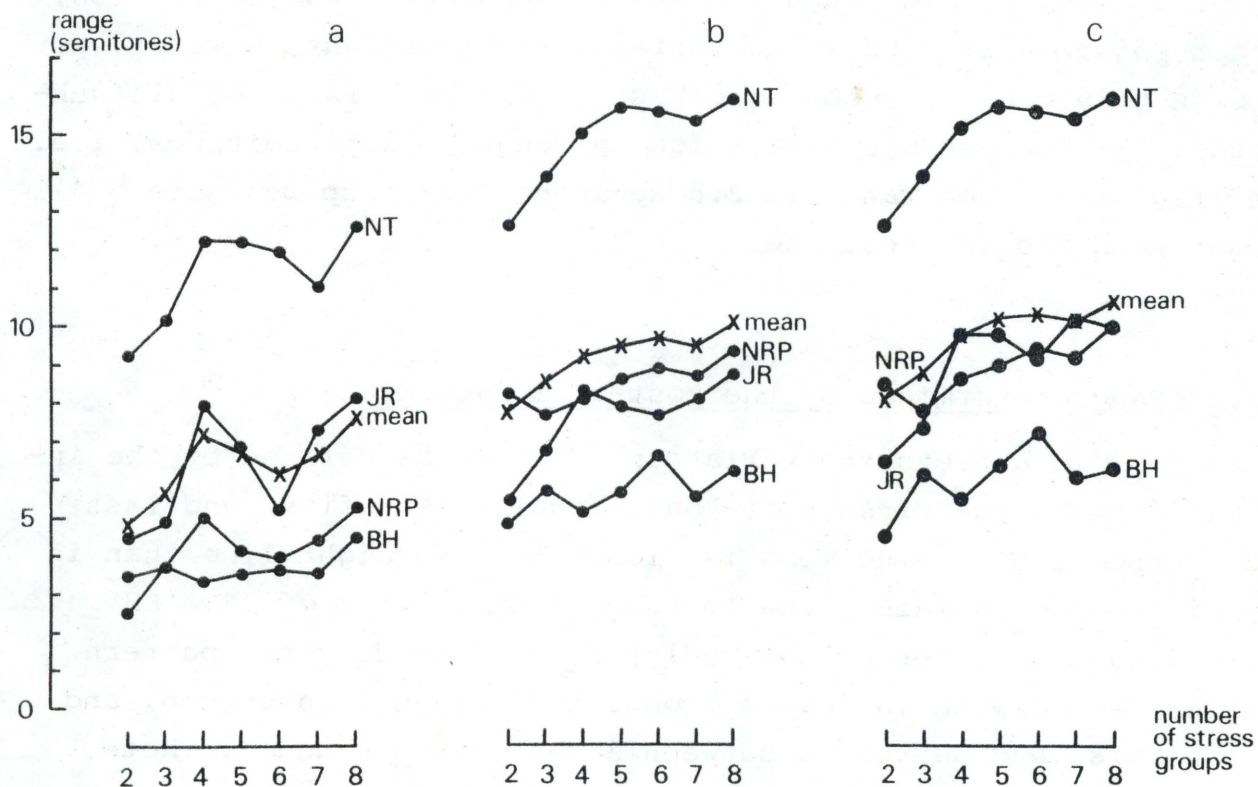 range
(semitones)
a
b
c
15
10
5
0
NT
JR
mean
NRP
BH
NT
mean
NRP
JR
BH
NT
mean
NRP
JR
BH
2 3 4 5 6 7 8
2 3 4 5 6 7 8
2 3 4 5 6 7 8
number
of stress
groups